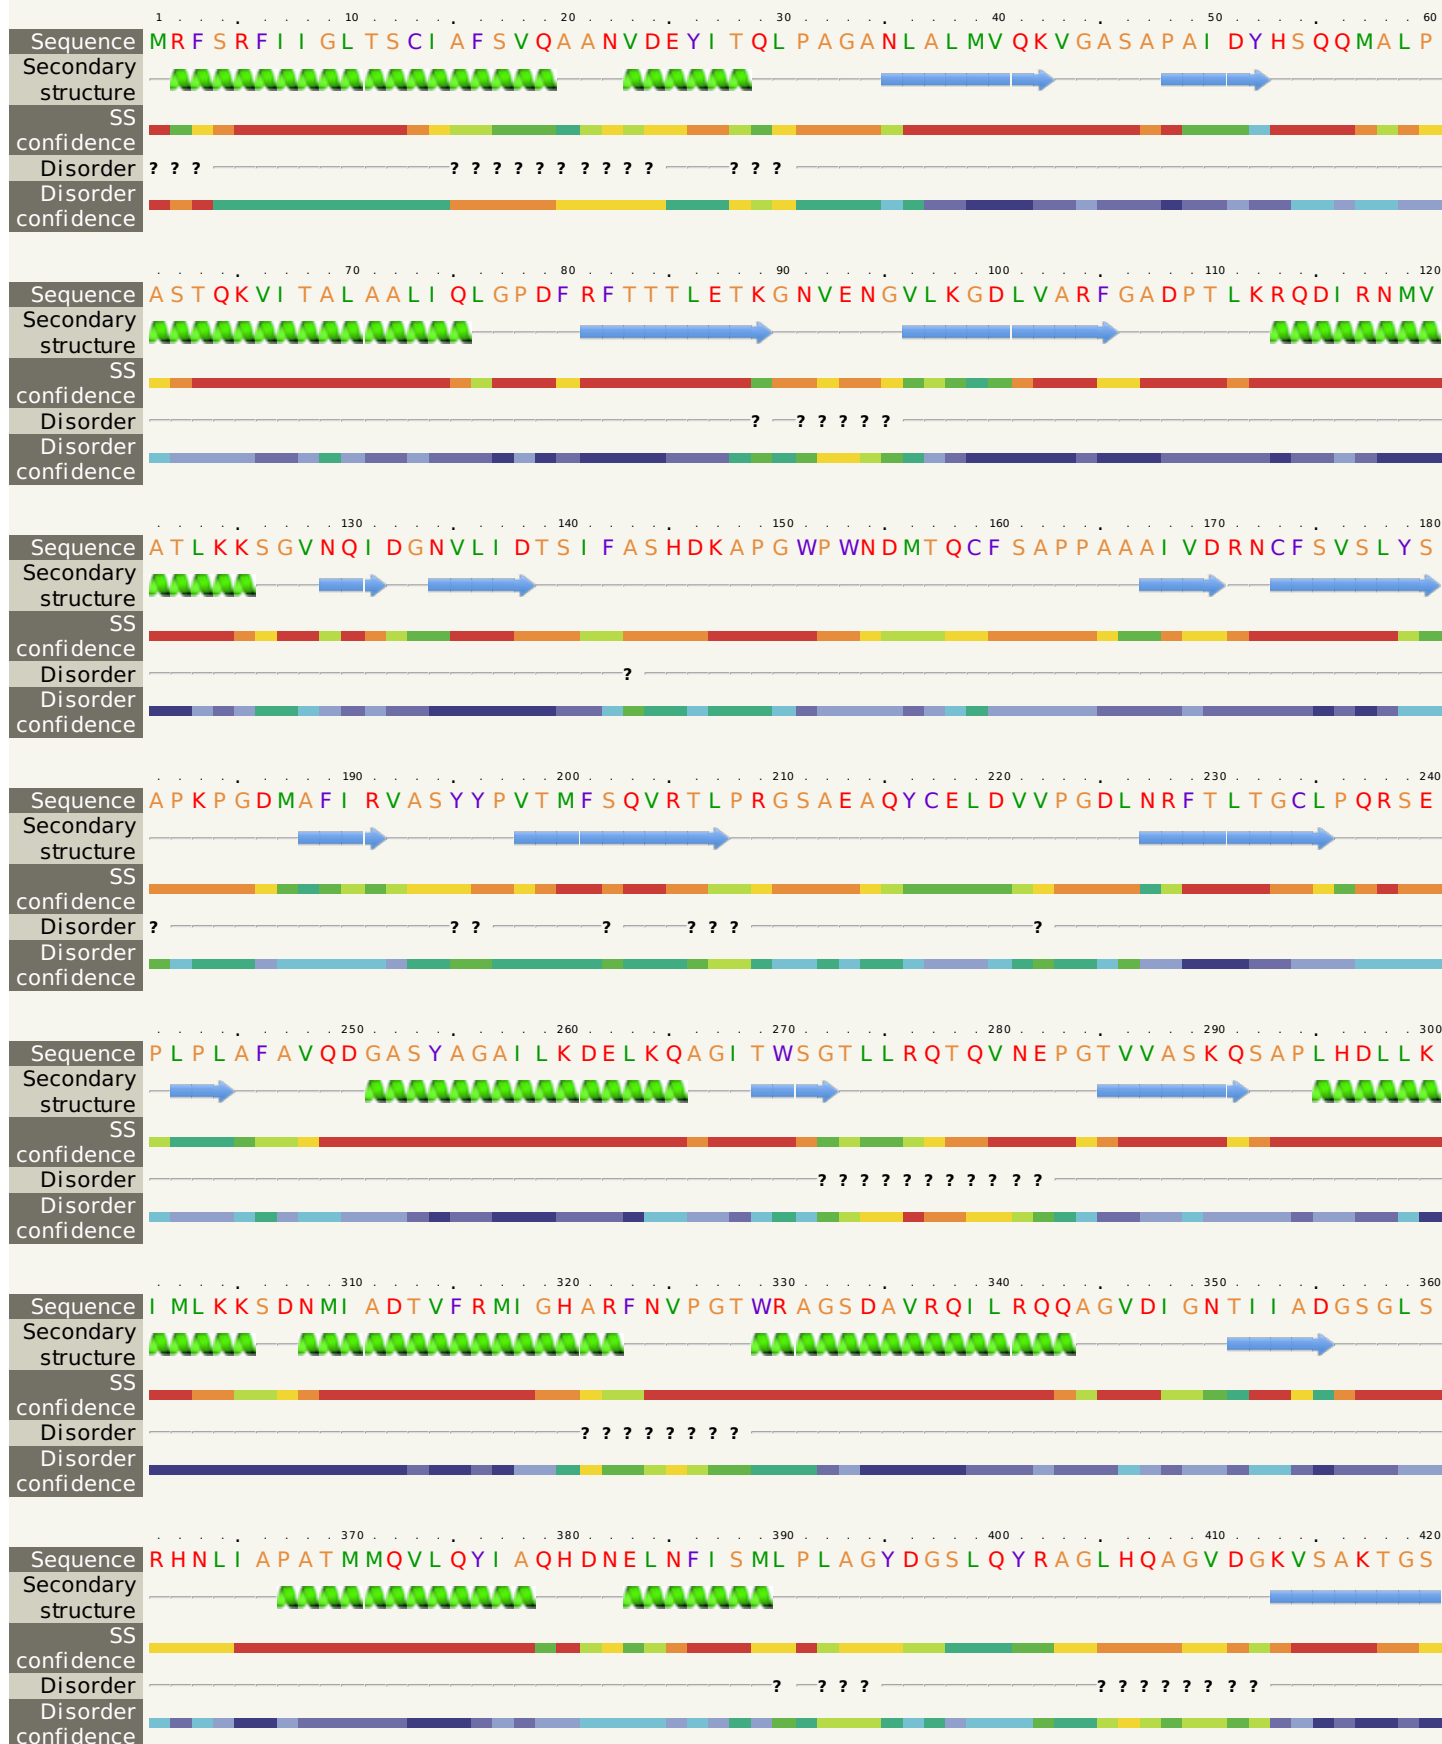 1 10 20 30 40 50 60
Sequence MRFSRFIIGLTSCIAFSVQAANVDEYITQLPAGANLALMVQKVGASAPAIDYHSQQMALP
Secondary
structure
SS
confidence
Disorder ??? ?????????? ???
Disorder
confidence
70 80 90 100 110 120
Sequence ASTQKVITALAALIQLGPDFRFTTTLETKGNVENGVLKGDLVARFGADPTLKRQDIRNMV
Secondary
structure
SS
confidence
Disorder ? ?????
Disorder
confidence
130 140 150 160 170 180
Sequence ATLKKSGVNQIDGNVLIDTSIFASHDKAPGWPWNDMTQCFSAPPAAAIVDRNCFSVSLYS
Secondary
structure
SS
confidence
Disorder ?
Disorder
confidence
190 200 210 220 230 240
Sequence APKPGDMAFIRVASYYPVTMFSQVRTLPRGSAEAQYCELDVVPGDLNRFTLTGCLPQRSE
Secondary
structure
SS
confidence
Disorder ? ?? ? ??? ?
Disorder
confidence
250 260 270 280 290 300
Sequence PLPLAFAVQDGASYAGAILKDELKQAGITWSGTLLRQTQVNEPGTVVASKQSAPLHDLLK
Secondary
structure
SS
confidence
Disorder ???????????
Disorder
confidence
310 320 330 340 350 360
Sequence IMLKKSDNMIADTVFRMIGHARFNVPGTWRAGSDAVRQILRQQAGVDIGNTIIADGSGLS
Secondary
structure
SS
confidence
Disorder ????????
Disorder
confidence
370 380 390 400 410 420
Sequence RHNLIAPATMMQVLQYIAQHDNELNFISMLPLAGYDGSLQYRAGLHQAGVDGKVSAKTGS
Secondary
structure
SS
confidence
Disorder ? ??? ????????
Disorder
confidence